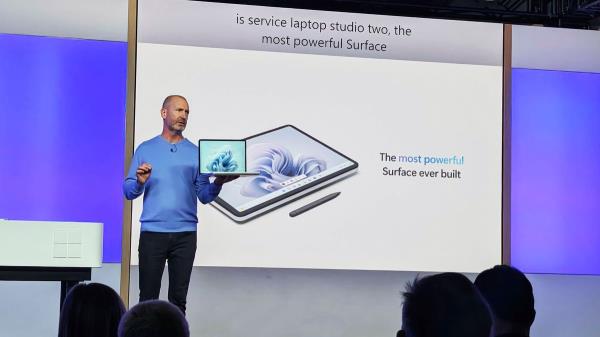 is service laptop studio two, the
most powerful Surface
The most powerful
Surface ever built